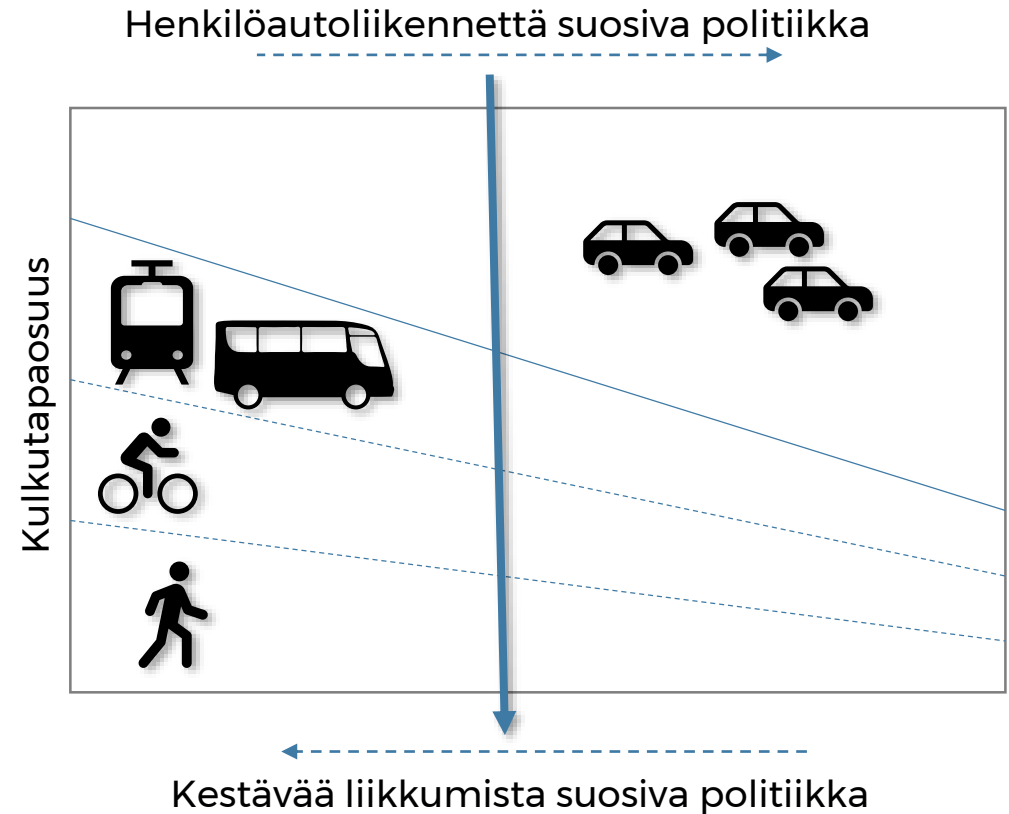 Henkilöautoliikennettä suosiva politiikka
Kulkutapaosuus
Kestävää liikkumista suosiva politiikka